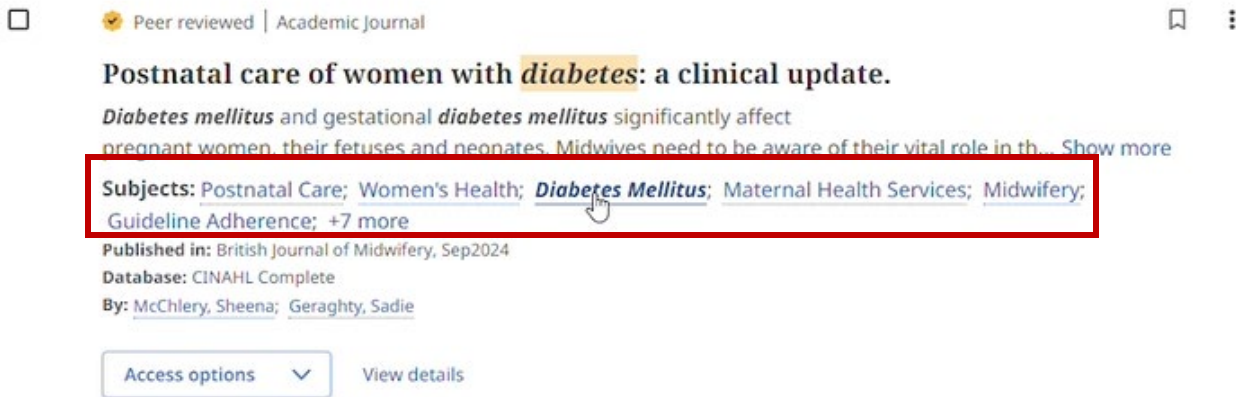 Peer reviewed | Academic Journal
Postnatal care of women with diabetes: a clinical update.
Diabetes mellitus and gestational diabetes mellitus significantly affect
pregnant women, their fetuses and neonates. Midwives need to be aware of their vital role in th... Show more
Subjects: Postnatal Care; Women's Health; Diabetes Mellitus; Maternal Health Services; Midwifery;
Guideline Adherence; +7 more
Published in: British Journal of Midwifery, Sep2024
Database: CINAHL Complete
By: McChlery, Sheena; Geraghty, Sadie
Access options View details